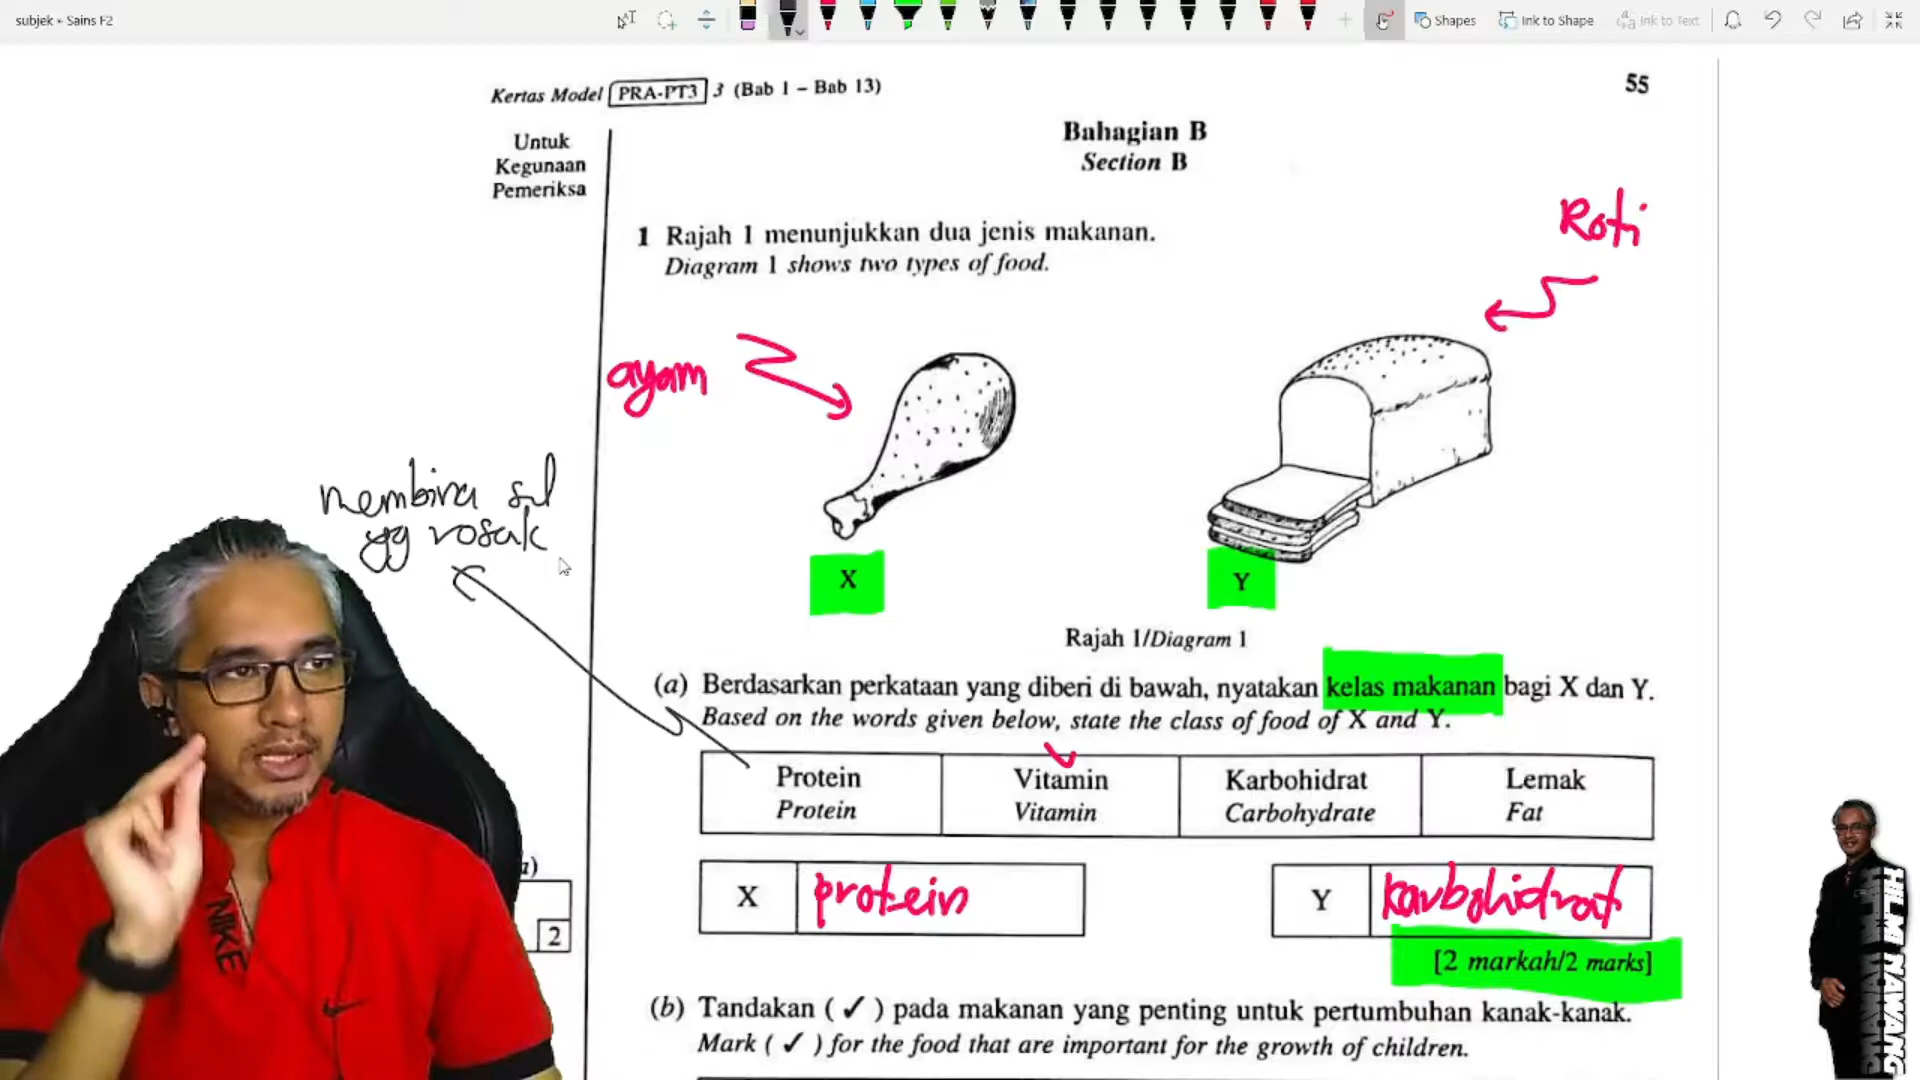 subjek - Sains F2
Shapes
Ink to Shape
Ink to Text
Kertas Model PRA-PT3 3 (Bab 1 – Bab 13)
55
Untuk
Kegunaan
Pemeriksa
Bahagian B
Section B
Roti
1 Rajah 1 menunjukkan dua jenis makanan.
Diagram 1 shows two types of food.
ayam
membina sel
yg rosak
X
Y
Rajah 1/Diagram 1
(a) Berdasarkan perkataan yang diberi di bawah, nyatakan kelas makanan bagi X dan Y.
Based on the words given below, state the class of food of X and Y.
Protein Vitamin Karbohidrat Lemak
Protein Vitamin Carbohydrate Fat
X protein
Y karbohidrat
2
[2 markah/2 marks]
(b) Tandakan ( ✓ ) pada makanan yang penting untuk pertumbuhan kanak-kanak.
Mark ( ✓ ) for the food that are important for the growth of children.
NIKE
HILMI NAWANG